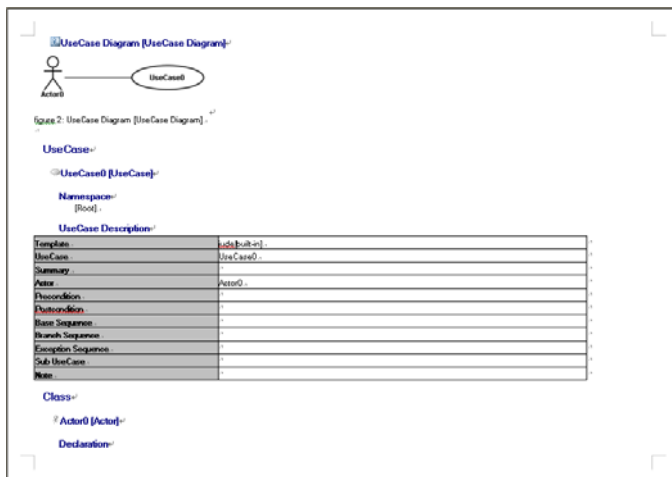 UseCase Diagram [UseCase Diagram]
UseCase0
Actor0
figure 2: UseCase Diagram [UseCase Diagram]
UseCase
UseCase0 [UseCase]
Namespace
[Root]
UseCase Description
Template ude[built-in]
UseCase UseCase0
Summary
Actor Actor0
Precondition
Postcondition
Base Sequence
Branch Sequence
Exception Sequence
Sub UseCase
Note
Class
Actor0 [Actor]
Declaration